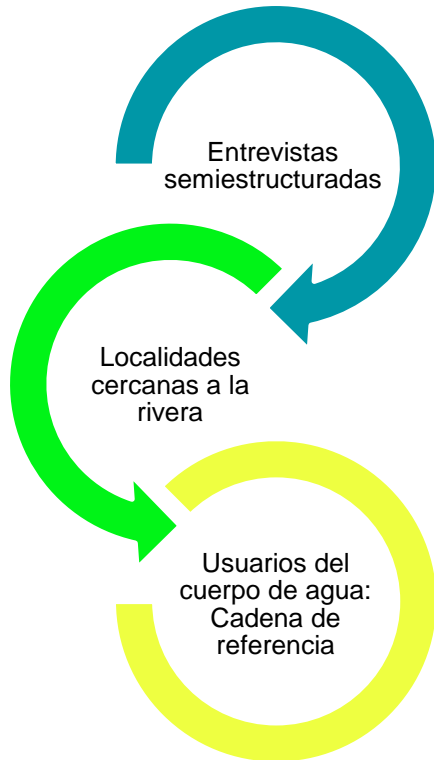 Entrevistas
semiestructuradas
Localidades
cercanas a la
rivera
Usuarios del
cuerpo de agua:
Cadena de
referencia